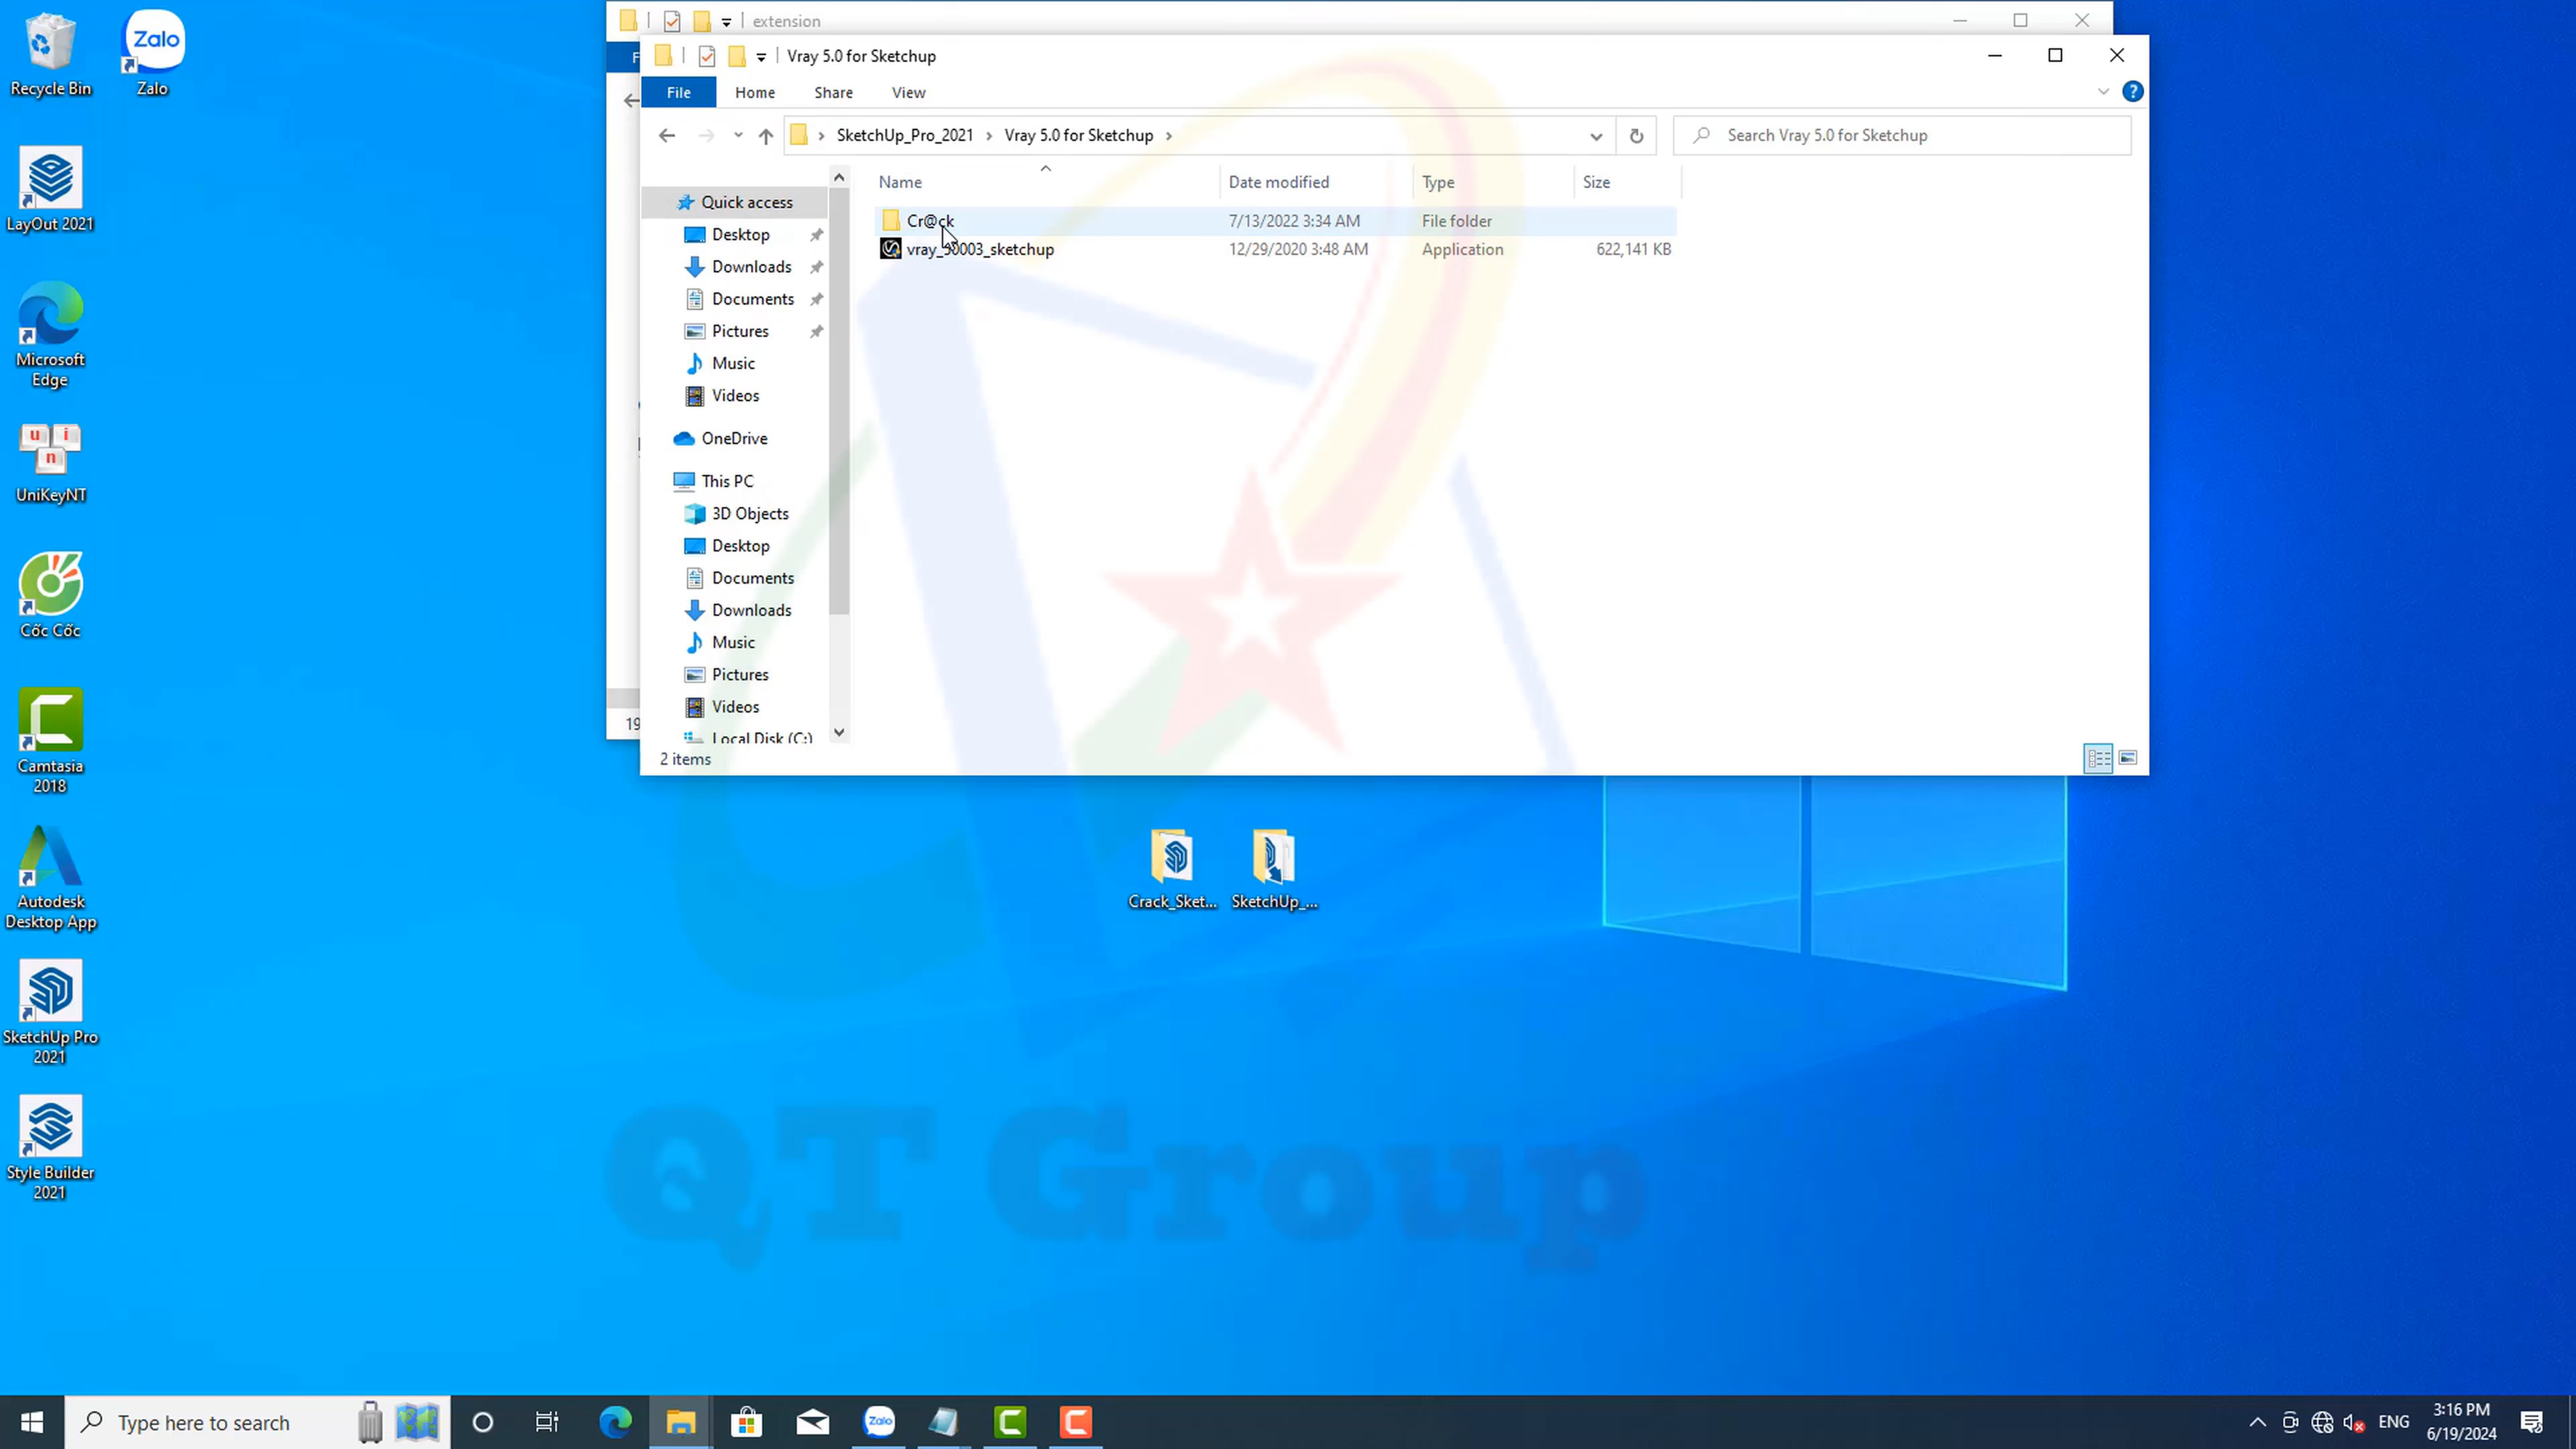 Recycle Bin
Zalo
Zalo
LayOut 2021
Microsoft
Edge
u i
n
UniKeyNT
Cốc Cốc
Camtasia
2018
Autodesk
Desktop App
SketchUp Pro
2021
Style Builder
2021
extension
Vray 5.0 for Sketchup
File
Home
Share
View
SketchUp_Pro_2021
Vray 5.0 for Sketchup
Search Vray 5.0 for Sketchup
Name
Date modified
Type
Size
Cr@ck
7/13/2022 3:34 AM
File folder
vray_50003_sketchup
12/29/2020 3:48 AM
Application
622,141 KB
Quick access
Desktop
Downloads
Documents
Pictures
Music
Videos
OneDrive
This PC
3D Objects
Desktop
Documents
Downloads
Music
Pictures
Videos
Local Disk (C:)
2 items
19
Crack_Sket...
SketchUp_...
QT Group
Type here to search
Zalo
ENG
3:16 PM
6/19/2024